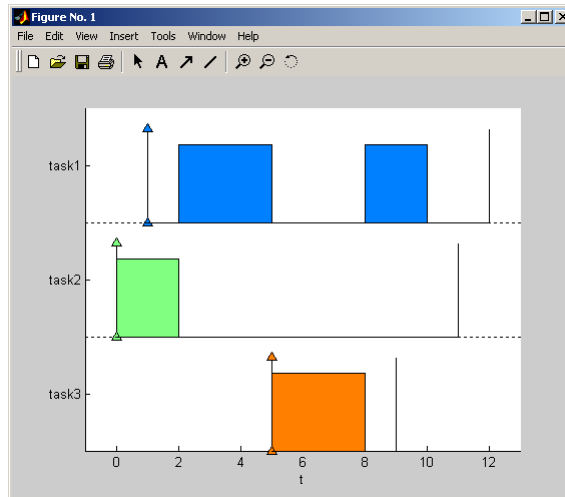 Figure No. 1
File Edit View Insert Tools Window Help
A
task1
task2
task3
0 2 4 6 8 10 12
t